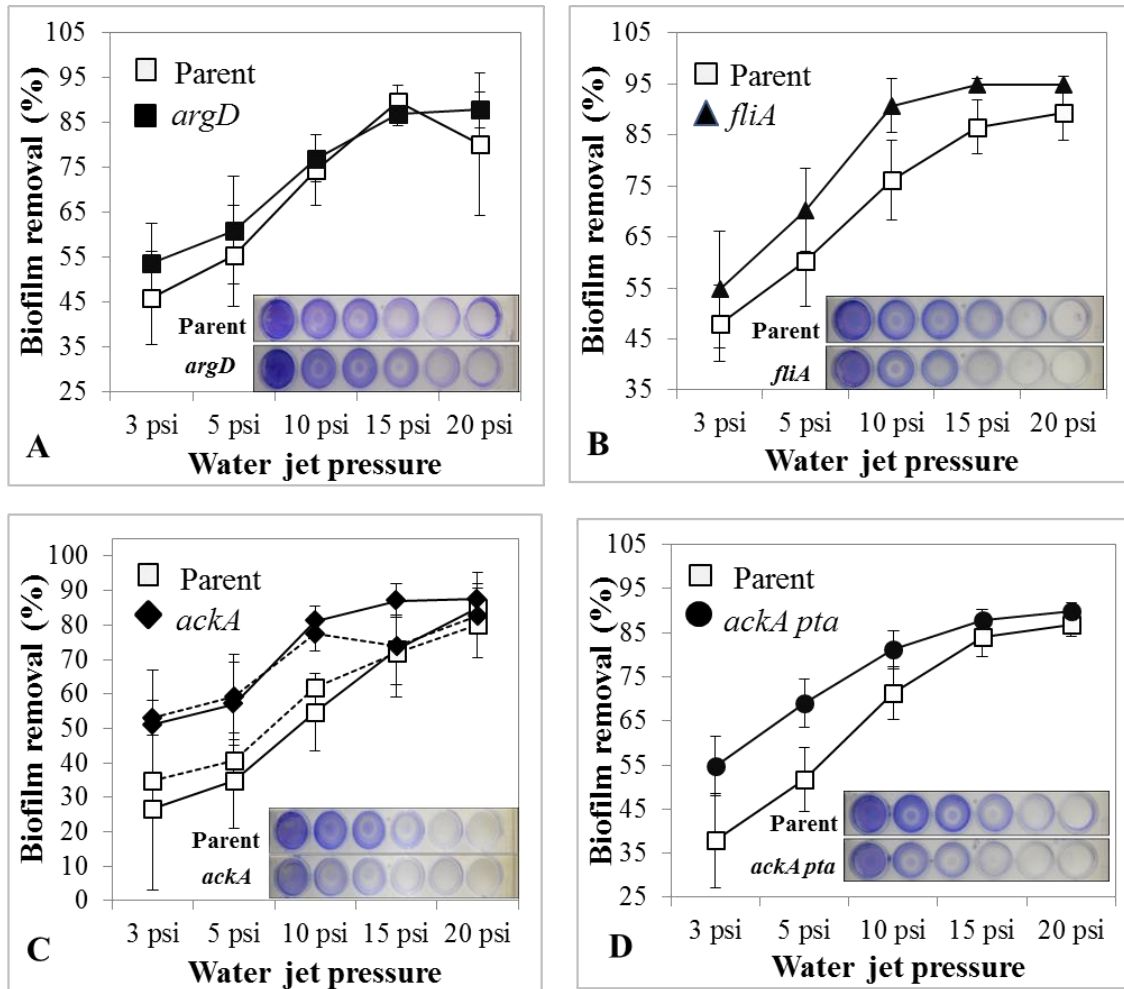 105
95
85
75
65
55
45
35
25
Biofilm removal (%)
Parent
argD
Parent
argD
3 psi 5 psi 10 psi 15 psi 20 psi
A
Water jet pressure
105
95
85
75
65
55
45
35
Biofilm removal (%)
Parent
fliA
Parent
fliA
3 psi 5 psi 10 psi 15 psi 20 psi
B
Water jet pressure
100
90
80
70
60
50
40
30
20
10
0
Biofilm removal (%)
Parent
ackA
Parent
ackA
3 psi 5 psi 10 psi 15 psi 20 psi
C
Water jet pressure
105
95
85
75
65
55
45
35
25
Biofilm removal (%)
Parent
ackA pta
Parent
ackA pta
3 psi 5 psi 10 psi 15 psi 20 psi
D
Water jet pressure